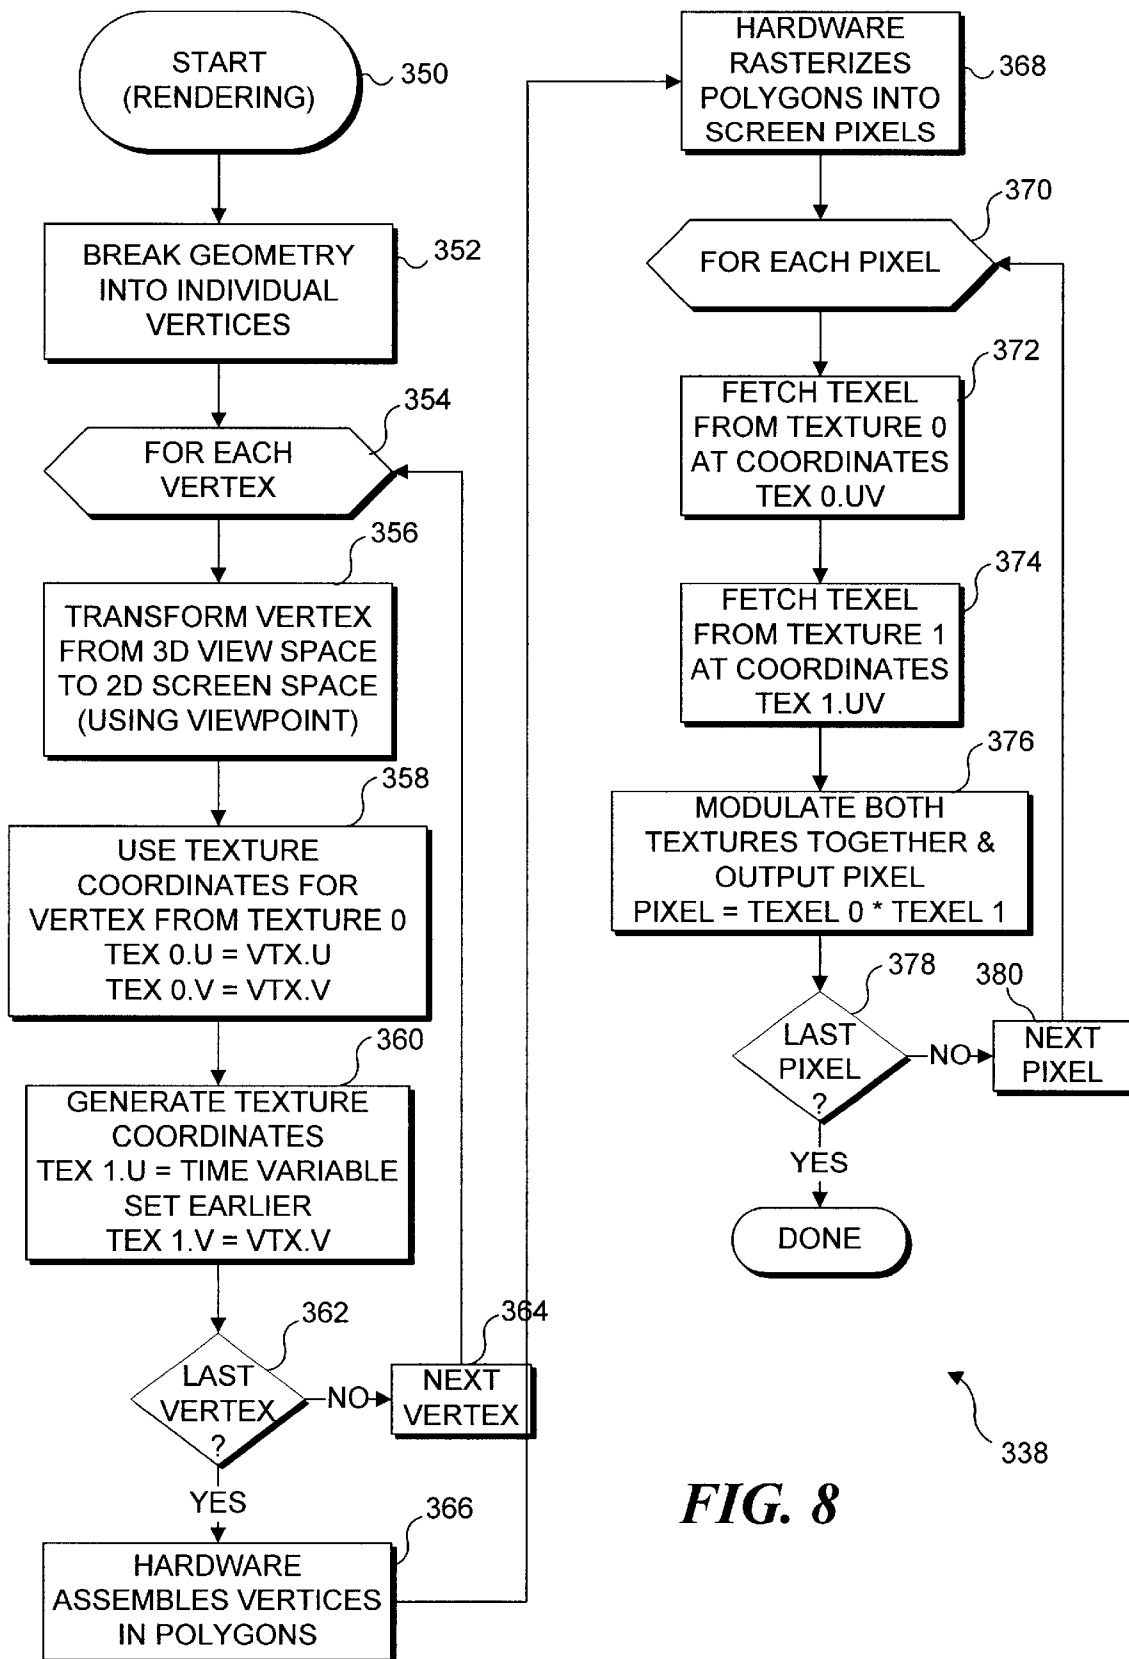 START
(RENDERING)
350
BREAK GEOMETRY
INTO INDIVIDUAL
VERTICES
352
FOR EACH
VERTEX
354
356
TRANSFORM VERTEX
FROM 3D VIEW SPACE
TO 2D SCREEN SPACE
(USING VIEWPOINT)
358
USE TEXTURE
COORDINATES FOR
VERTEX FROM TEXTURE 0
TEX 0.U = VTX.U
TEX 0.V = VTX.V
360
GENERATE TEXTURE
COORDINATES
TEX 1.U = TIME VARIABLE
SET EARLIER
TEX 1.V = VTX.V
362
LAST
VERTEX
?
NO
364
NEXT
VERTEX
YES
366
HARDWARE
ASSEMBLES VERTICES
IN POLYGONS
HARDWARE
RASTERIZES
POLYGONS INTO
SCREEN PIXELS
368
370
FOR EACH PIXEL
372
FETCH TEXEL
FROM TEXTURE 0
AT COORDINATES
TEX 0.UV
374
FETCH TEXEL
FROM TEXTURE 1
AT COORDINATES
TEX 1.UV
376
MODULATE BOTH
TEXTURES TOGETHER &
OUTPUT PIXEL
PIXEL = TEXEL 0 * TEXEL 1
378
LAST
PIXEL
?
NO
380
NEXT
PIXEL
YES
DONE
338
FIG. 8